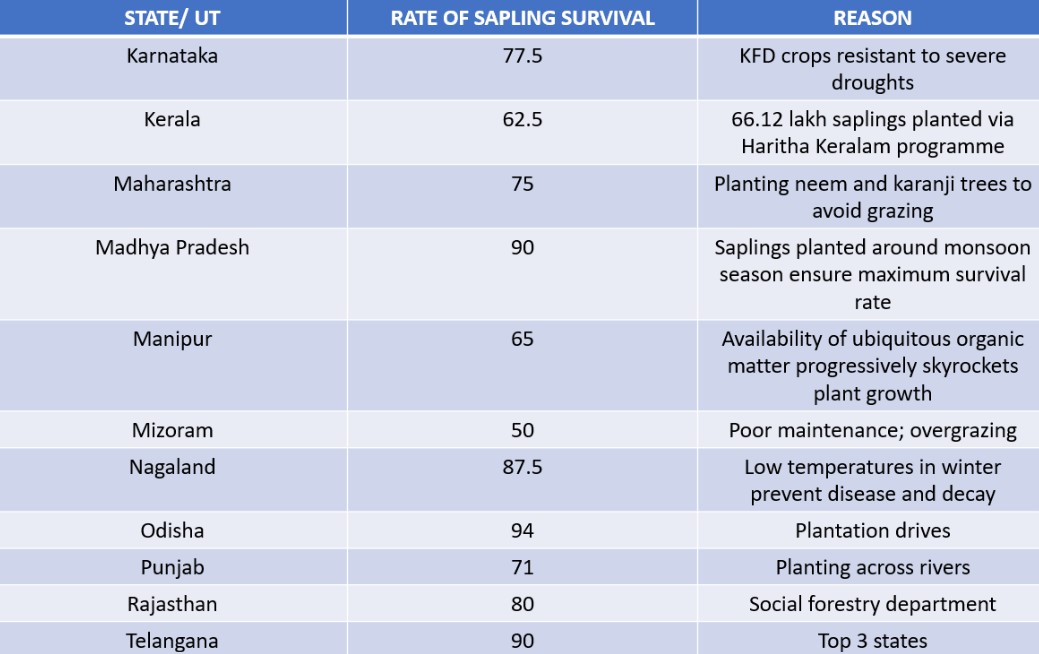 STATE/ UT RATE OF SAPLING SURVIVAL REASON
Karnataka 77.5 KFD crops resistant to severe
droughts
Kerala 62.5 66.12 lakh saplings planted via
Haritha Keralam programme
Maharashtra 75 Planting neem and karanji trees to
avoid grazing
Madhya Pradesh 90 Saplings planted around monsoon
season ensure maximum survival
rate
Manipur 65 Availability of ubiquitous organic
matter progressively skyrockets
plant growth
Mizoram 50 Poor maintenance; overgrazing
Nagaland 87.5 Low temperatures in winter
prevent disease and decay
Odisha 94 Plantation drives
Punjab 71 Planting across rivers
Rajasthan 80 Social forestry department
Telangana 90 Top 3 states